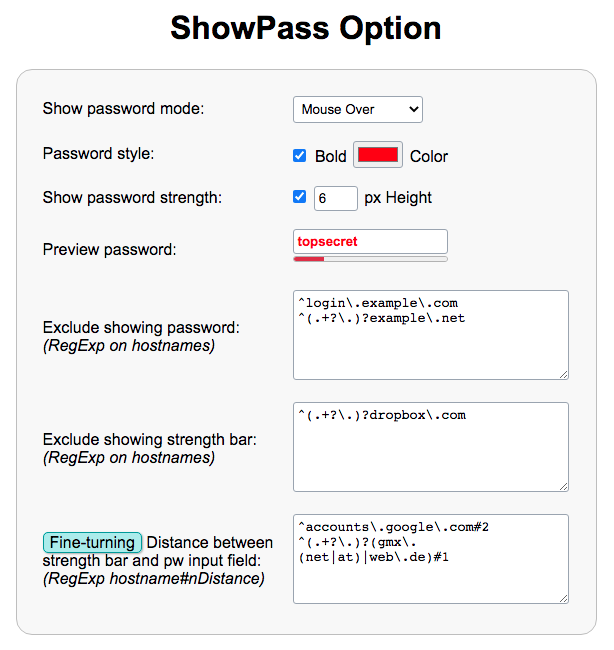 ShowPass Option
Show password mode:
Mouse Over
Password style:
Bold
Color
Show password strength:
6
px Height
Preview password:
topsecret
Exclude showing password:
(RegExp on hostnames)
^login\.example\.com
^(.+?\.)?example\.net
Exclude showing strength bar:
(RegExp on hostnames)
^(.+?\.)?dropbox\.com
Fine-turning Distance between
strength bar and pw input field:
(RegExp hostname#nDistance)
^accounts\.google\.com#2
^(.+?\.)?(gmx\.
(net|at)|web\.de)#1